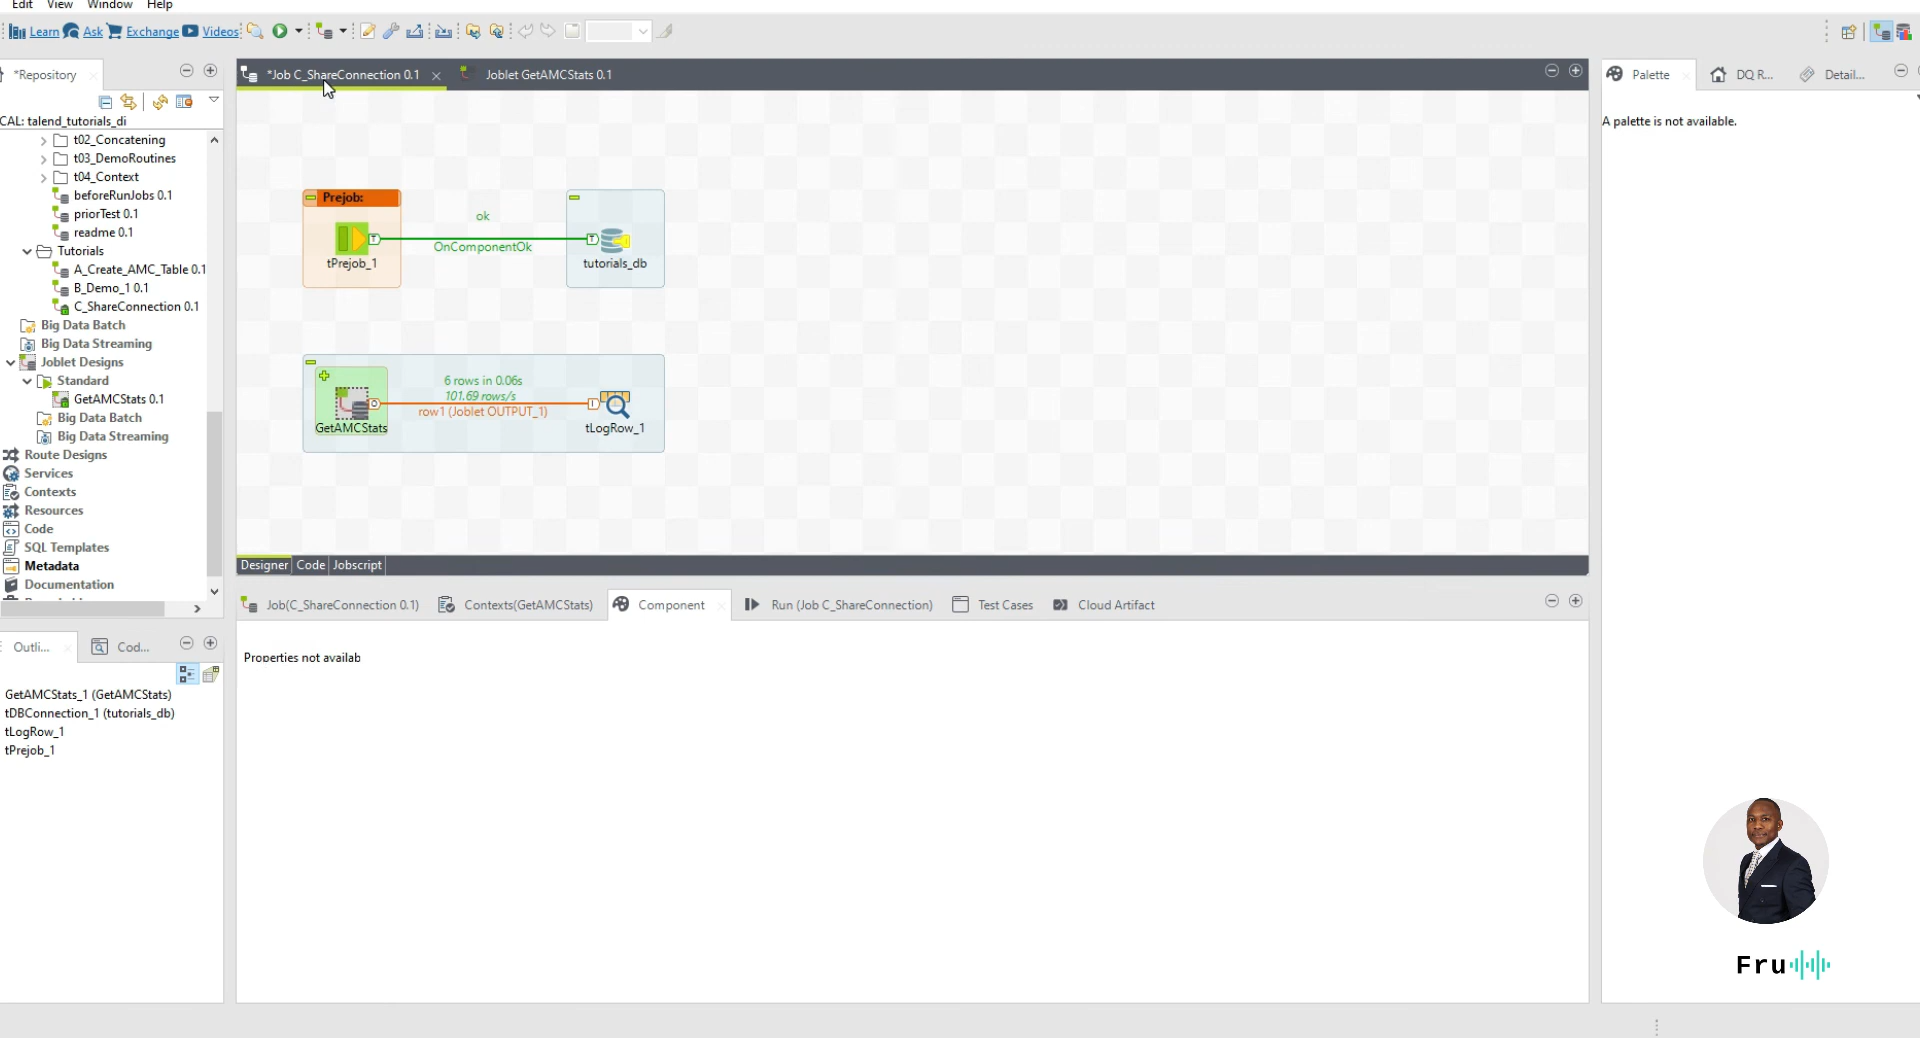 Edit View Window Help
Learn Ask Exchange Videos
*Repository
CAL: talend_tutorials_di
t02_Concatening
t03_DemoRoutines
t04_Context
beforeRunJobs 0.1
priorTest 0.1
readme 0.1
Tutorials
A_Create_AMC_Table 0.1
B_Demo_1 0.1
C_ShareConnection 0.1
Big Data Batch
Big Data Streaming
Joblet Designs
Standard
GetAMCStats 0.1
Big Data Batch
Big Data Streaming
Route Designs
Services
Contexts
Resources
Code
SQL Templates
Metadata
Documentation
Outli...
Cod...
GetAMCStats_1 (GetAMCStats)
tDBConnection_1 (tutorials_db)
tLogRow_1
tPrejob_1
*Job C_ShareConnection 0.1
Joblet GetAMCStats 0.1
Prejob:
tPrejob_1
ok
OnComponentOk
tutorials_db
GetAMCStats
6 rows in 0.06s
101.69 rows/s
row1 (Joblet OUTPUT_1)
tLogRow_1
Designer Code Jobscript
Job(C_ShareConnection 0.1)
Contexts(GetAMCStats)
Component
Run (Job C_ShareConnection)
Test Cases
Cloud Artifact
Properties not availab
Palette
DQ R...
Detail...
A palette is not available.
Fru